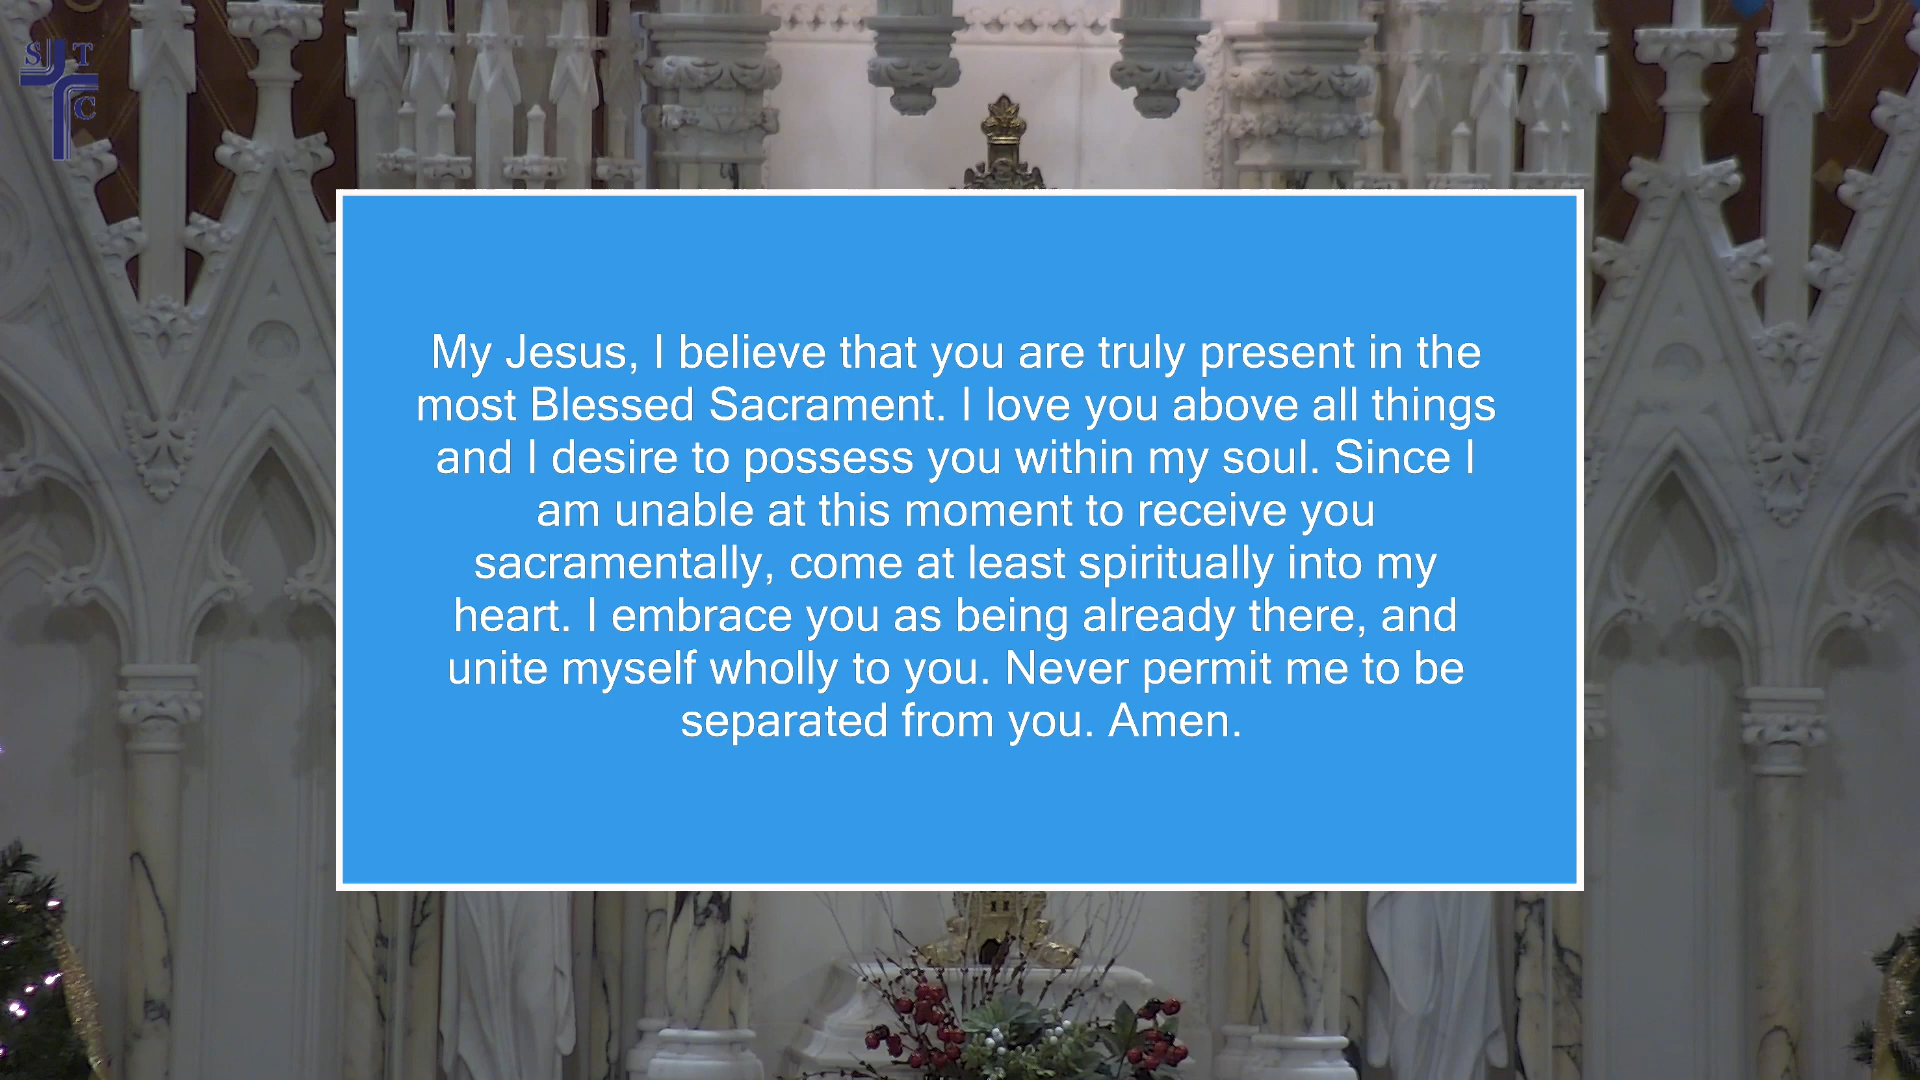 S T
C
My Jesus, I believe that you are truly present in the
most Blessed Sacrament. I love you above all things
and I desire to possess you within my soul. Since I
am unable at this moment to receive you
sacramentally, come at least spiritually into my
heart. I embrace you as being already there, and
unite myself wholly to you. Never permit me to be
separated from you. Amen.